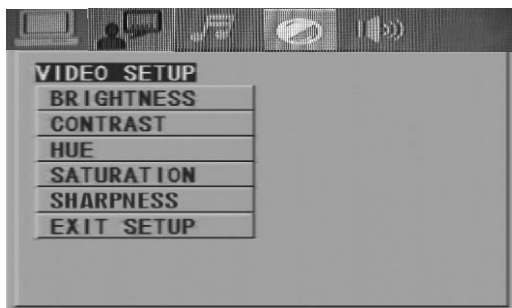 VIDEO SETUP
BRIGHTNESS
CONTRAST
HUE
SATURATION
SHARPNESS
EXIT SETUP